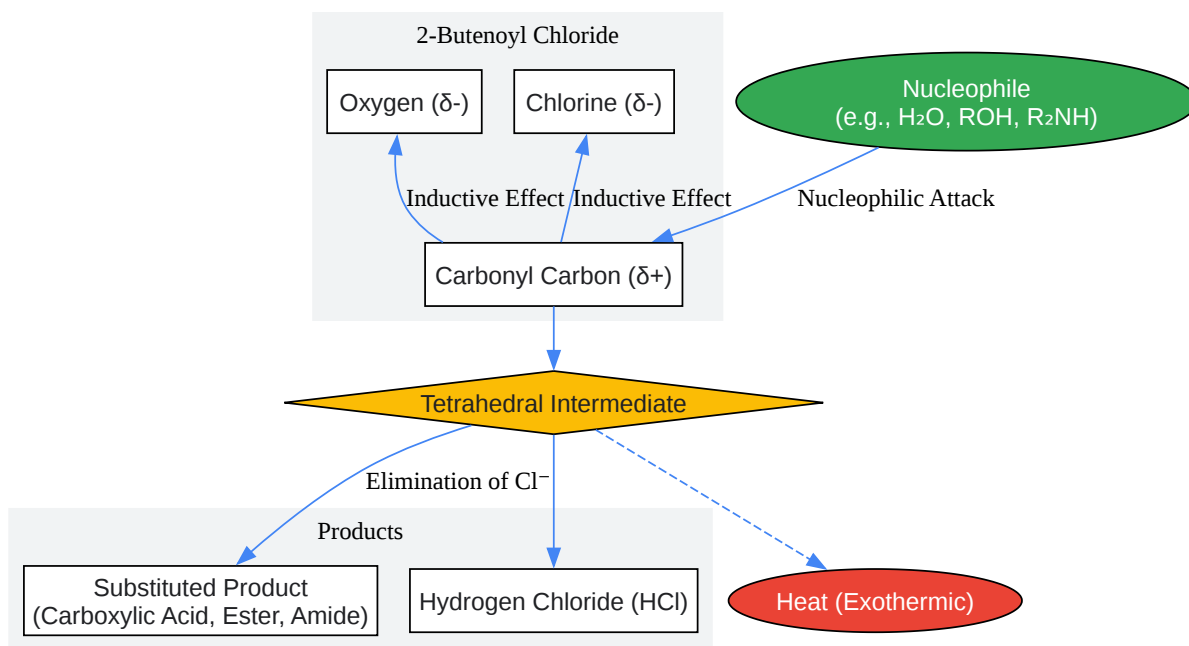 2-Butenoyl Chloride
Oxygen (δ-)
Chlorine (δ-)
Nucleophile
(e.g., H₂O, ROH, R₂NH)
Inductive Effect
Inductive Effect
Nucleophilic Attack
Carbonyl Carbon (δ+)
Tetrahedral Intermediate
Elimination of Cl⁻
Products
Substituted Product
(Carboxylic Acid, Ester, Amide)
Hydrogen Chloride (HCl)
Heat (Exothermic)